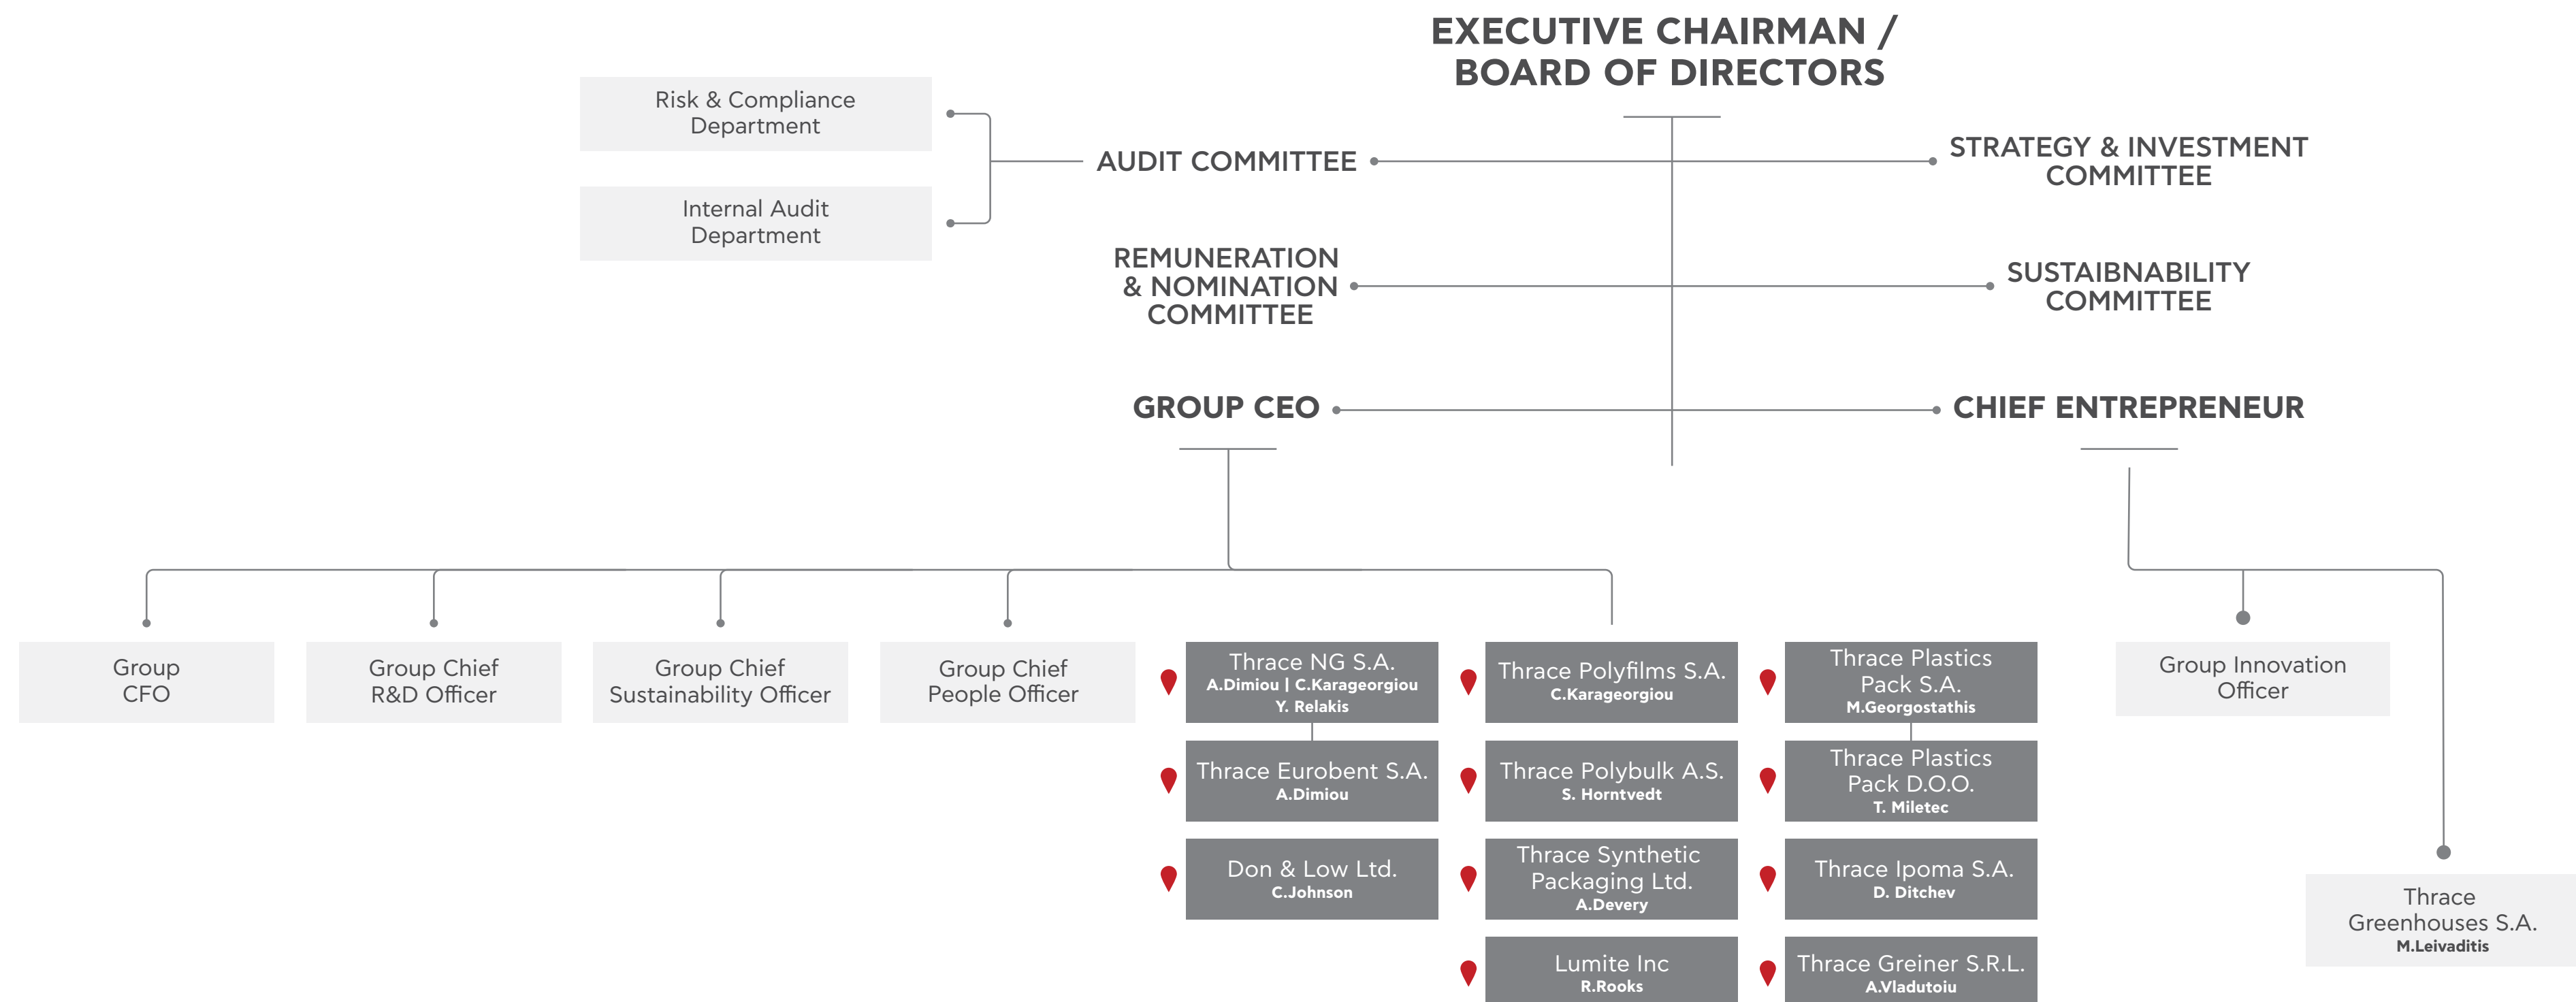 EXECUTIVE CHAIRMAN /
BOARD OF DIRECTORS
Risk & Compliance
Department
Internal Audit
Department
AUDIT COMMITTEE
STRATEGY & INVESTMENT
COMMITTEE
REMUNERATION
& NOMINATION
COMMITTEE
SUSTAIBNABILITY
COMMITTEE
GROUP CEO
CHIEF ENTREPRENEUR
Group
CFO
Group Chief
R&D Officer
Group Chief
Sustainability Officer
Group Chief
People Officer
Thrace NG S.A.
A.Dimiou | C.Karageorgiou
Y. Relakis
Thrace Eurobent S.A.
A.Dimiou
Don & Low Ltd.
C.Johnson
Thrace Polyfilms S.A.
C.Karageorgiou
Thrace Polybulk A.S.
S. Horntvedt
Thrace Synthetic
Packaging Ltd.
A.Devery
Lumite Inc
R.Rooks
Thrace Plastics
Pack S.A.
M.Georgostathis
Thrace Plastics
Pack D.O.O.
T. Miletec
Thrace Ipoma S.A.
D. Ditchev
Thrace Greiner S.R.L.
A.Vladutoiu
Group Innovation
Officer
Thrace
Greenhouses S.A.
M.Leivaditis